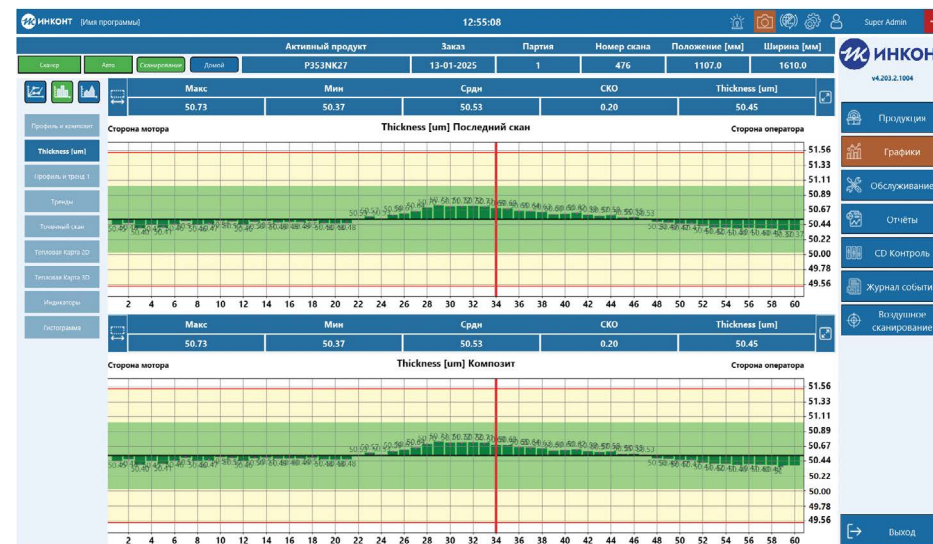 ИНКОНТ [Имя программы] 12:55:08 Super Admin
Активный продукт Заказ Партия Номер скана Положение [мм] Ширина [мм]
Сканер Авто Сканирование Домой P353NK27 13-01-2025 1 476 1107.0 1610.0
ИНКОН
v4.203.2.1004
Макс Мин Срдн СКО Thickness [um]
50.73 50.37 50.53 0.20 50.45
Сторона мотора Thickness [um] Последний скан Сторона оператора
51.56
51.33
51.11
50.89
50.67
50.44
50.22
50.00
49.78
49.56
2 4 6 8 10 12 14 16 18 20 22 24 26 28 30 32 34 36 38 40 42 44 46 48 50 52 54 56 58 60
Макс Мин Срдн СКО Thickness [um]
50.73 50.37 50.53 0.20 50.45
Сторона мотора Thickness [um] Композит Сторона оператора
51.56
51.33
51.11
50.89
50.67
50.44
50.22
50.00
49.78
49.56
2 4 6 8 10 12 14 16 18 20 22 24 26 28 30 32 34 36 38 40 42 44 46 48 50 52 54 56 58 60
Профиль и композит
Thickness [um]
Профиль и тренд 1
Тренды
Точечный скан
Тепловая Карта 2D
Тепловая Карта 3D
Индикаторы
Гистограмма
Продукция
Графики
Обслуживание
Отчёты
CD Контроль
Журнал событи
Воздушное
сканирование
Выход